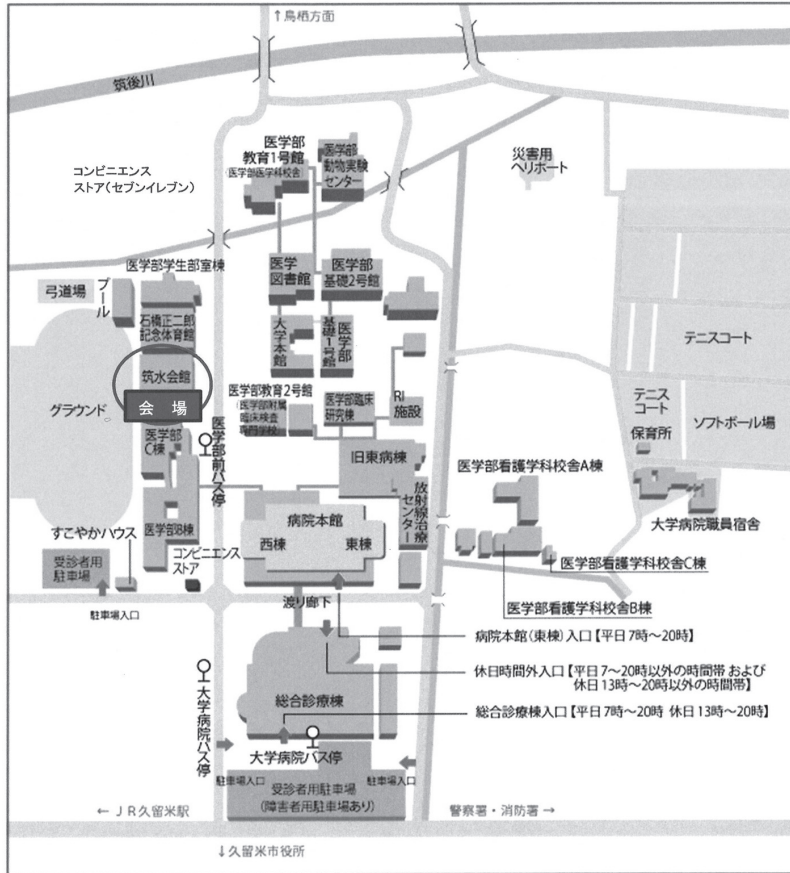 ↑鳥栖方面
筑後川
コンビニエンス
ストア(セブンイレブン)
医学部
教育1号館
(医学部医学科校舎)
医学部
動物実験
センター
災害用
ヘリポート
医学部学生部室棟
弓道場
プール
石橋正二郎
記念体育館
医学
図書館
医学部
基礎2号館
大学本館
医学部
基礎1号館
筑水会館
会 場
グラウンド
医学部
C棟
医学部前バス停
医学部教育2号館
(医学部附属
臨床検査
専門学校)
医学部臨床
研究棟
RI
施設
テニスコート
テニス
コート
ソフトボール場
保育所
旧東病棟
放射線治療
センター
医学部看護学科校舎A棟
大学病院職員宿舎
医学部B棟
病院本館
西棟
東棟
すこやかハウス
受診者用
駐車場
コンビニエンス
ストア
駐車場入口
医学部看護学科校舎C棟
医学部看護学科校舎B棟
渡り廊下
病院本館(東棟)入口【平日7時~20時】
休日時間外入口【平日7~20時以外の時間帯 および
休日13時~20時以外の時間帯】
総合診療棟
総合診療棟入口【平日7時~20時 休日13時~20時】
大学病院バス停
大学病院バス停
駐車場入口
駐車場入口
受診者用駐車場
(障害者用駐車場あり)
← JR久留米駅
警察署・消防署 →
↓久留米市役所